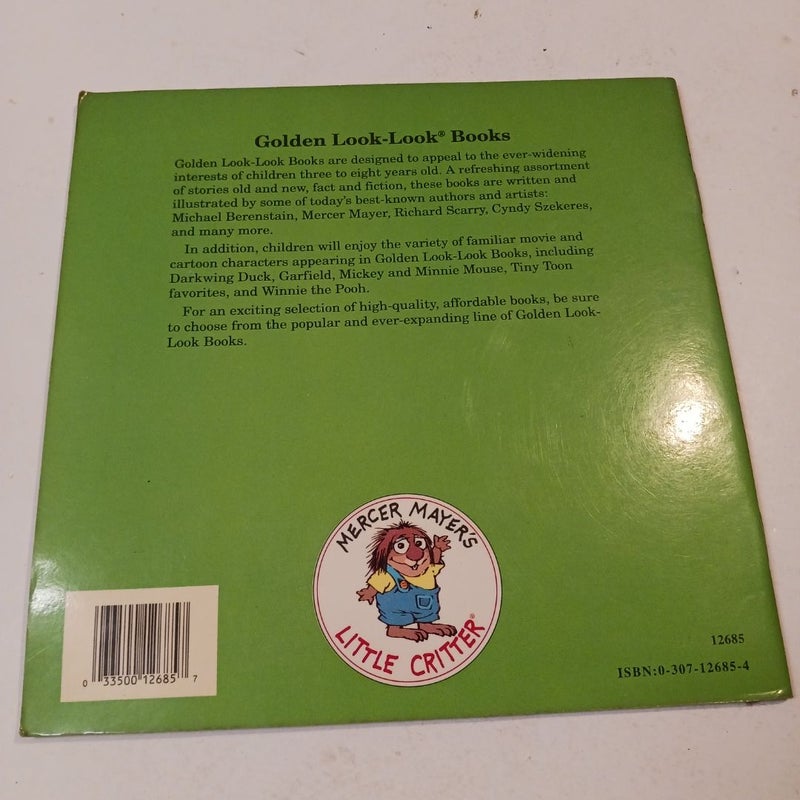 Golden Look-Look® Books
Golden Look-Look Books are designed to appeal to the ever-widening
interests of children three to eight years old. A refreshing assortment
of stories old and new, fact and fiction, these books are written and
illustrated by some of today's best-known authors and artists:
Michael Berenstain, Mercer Mayer, Richard Scarry, Cyndy Szekeres,
and many more.
In addition, children will enjoy the variety of familiar movie and
cartoon characters appearing in Golden Look-Look Books, including
Darkwing Duck, Garfield, Mickey and Minnie Mouse, Tiny Toon
favorites, and Winnie the Pooh.
For an exciting selection of high-quality, affordable books, be sure
to choose from the popular and ever-expanding line of Golden Look-
Look Books.
MERCER MAYER'S
LITTLE CRITTER®
12685
ISBN:0-307-12685-4
0 33500 12685 7